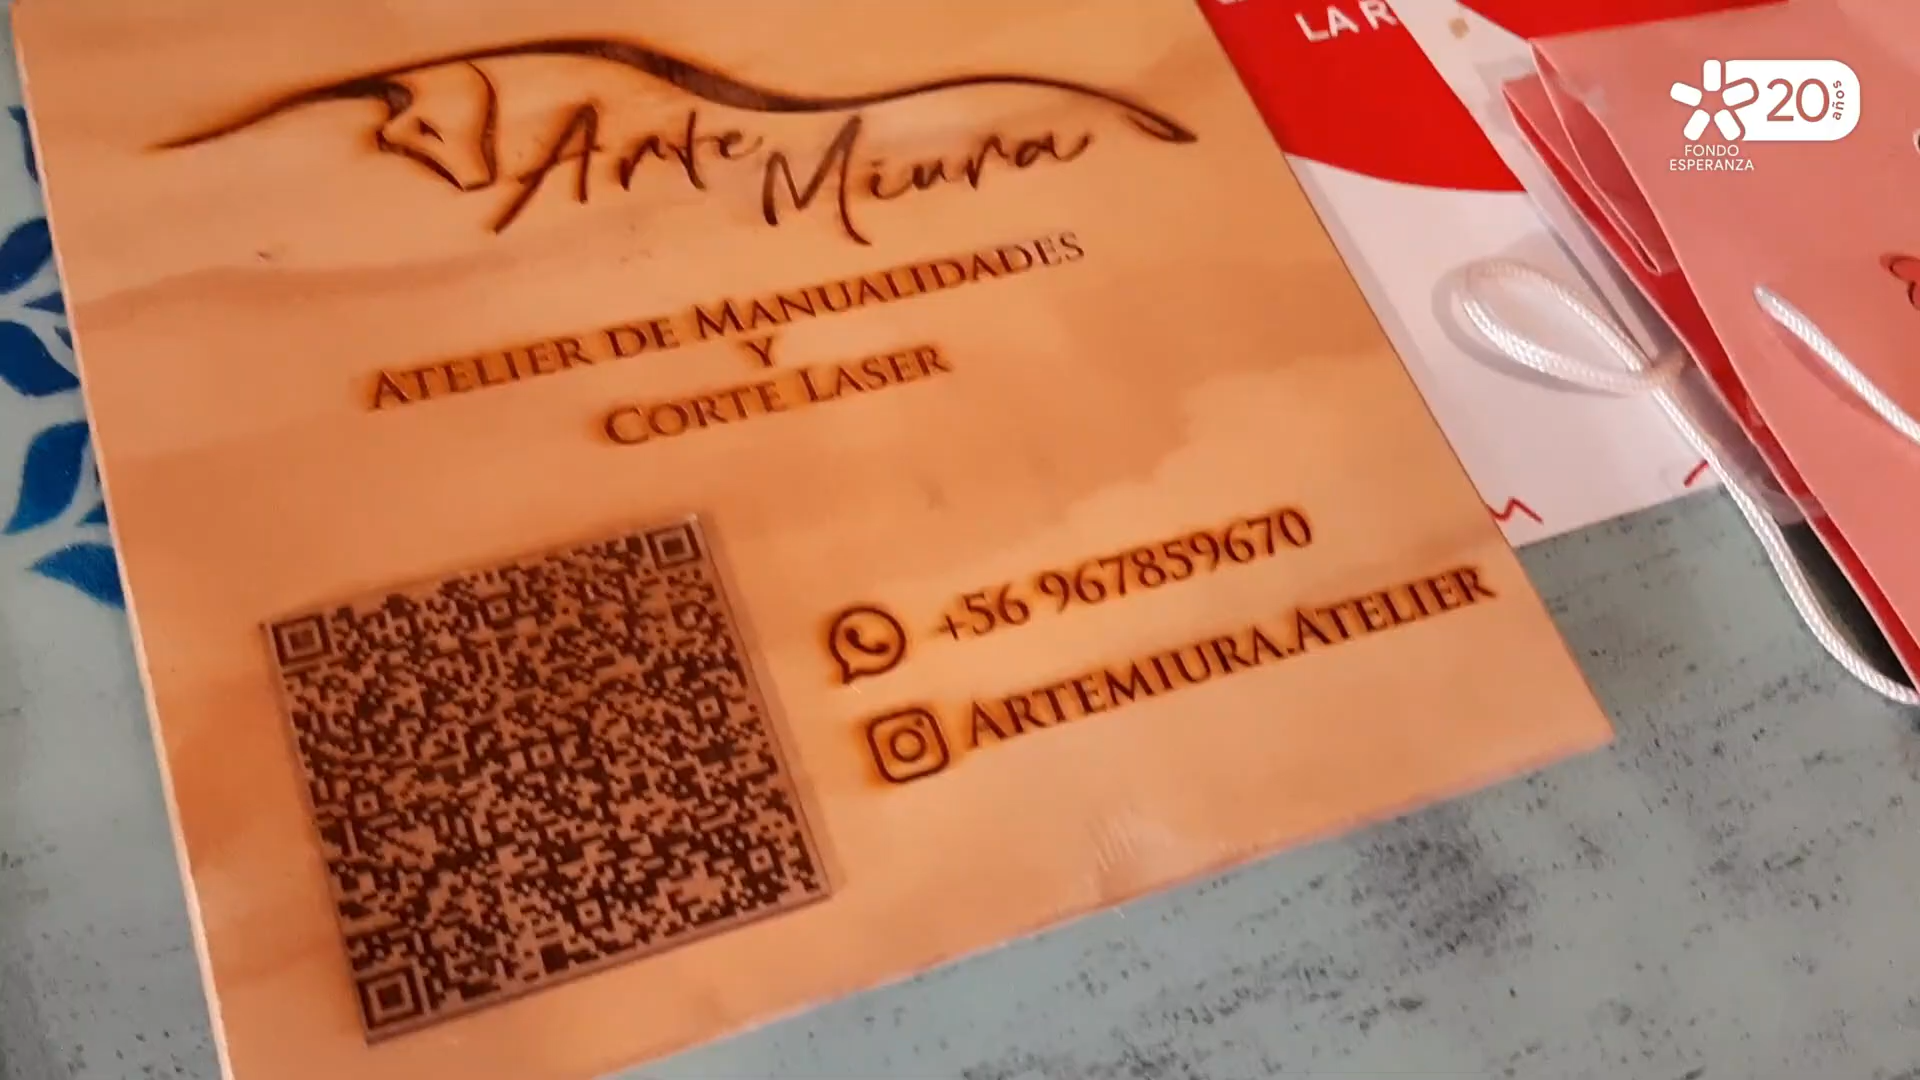 Arte Miura
ATELIER DE MANUALIDADES
Y
CORTE LASER
+56 967859670
ARTEMIURA.ATELIER
LA R
20 años
FONDO
ESPERANZA